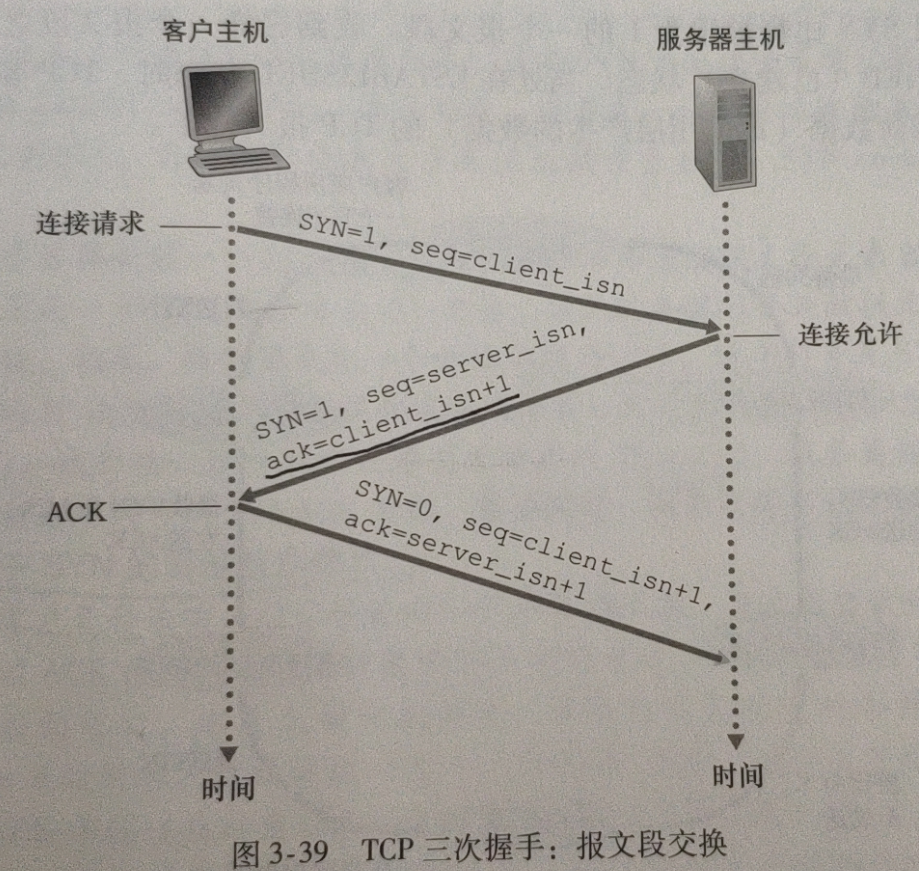 客户主机
服务器主机
连接请求
SYN=1, seq=client_isn
连接允许
SYN=1, seq=server_isn,
ack=client_isn+1
ACK
SYN=0, seq=client_isn+1,
ack=server_isn+1
时间
时间
图 3-39 TCP 三次握手：报文段交换